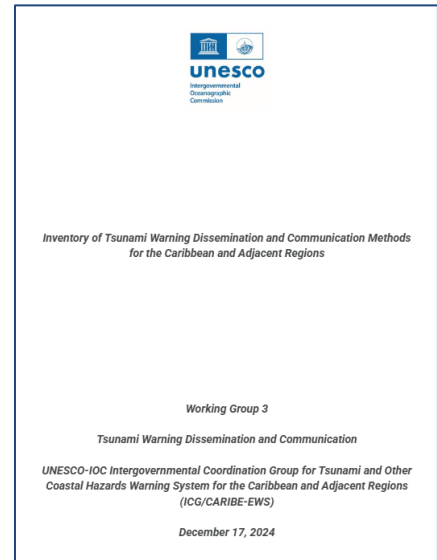 unesco
Intergovernmental
Oceanographic
Commission
Inventory of Tsunami Warning Dissemination and Communication Methods
for the Caribbean and Adjacent Regions
Working Group 3
Tsunami Warning Dissemination and Communication
UNESCO-IOC Intergovernmental Coordination Group for Tsunami and Other
Coastal Hazards Warning System for the Caribbean and Adjacent Regions
(ICG/CARIBE-EWS)
December 17, 2024